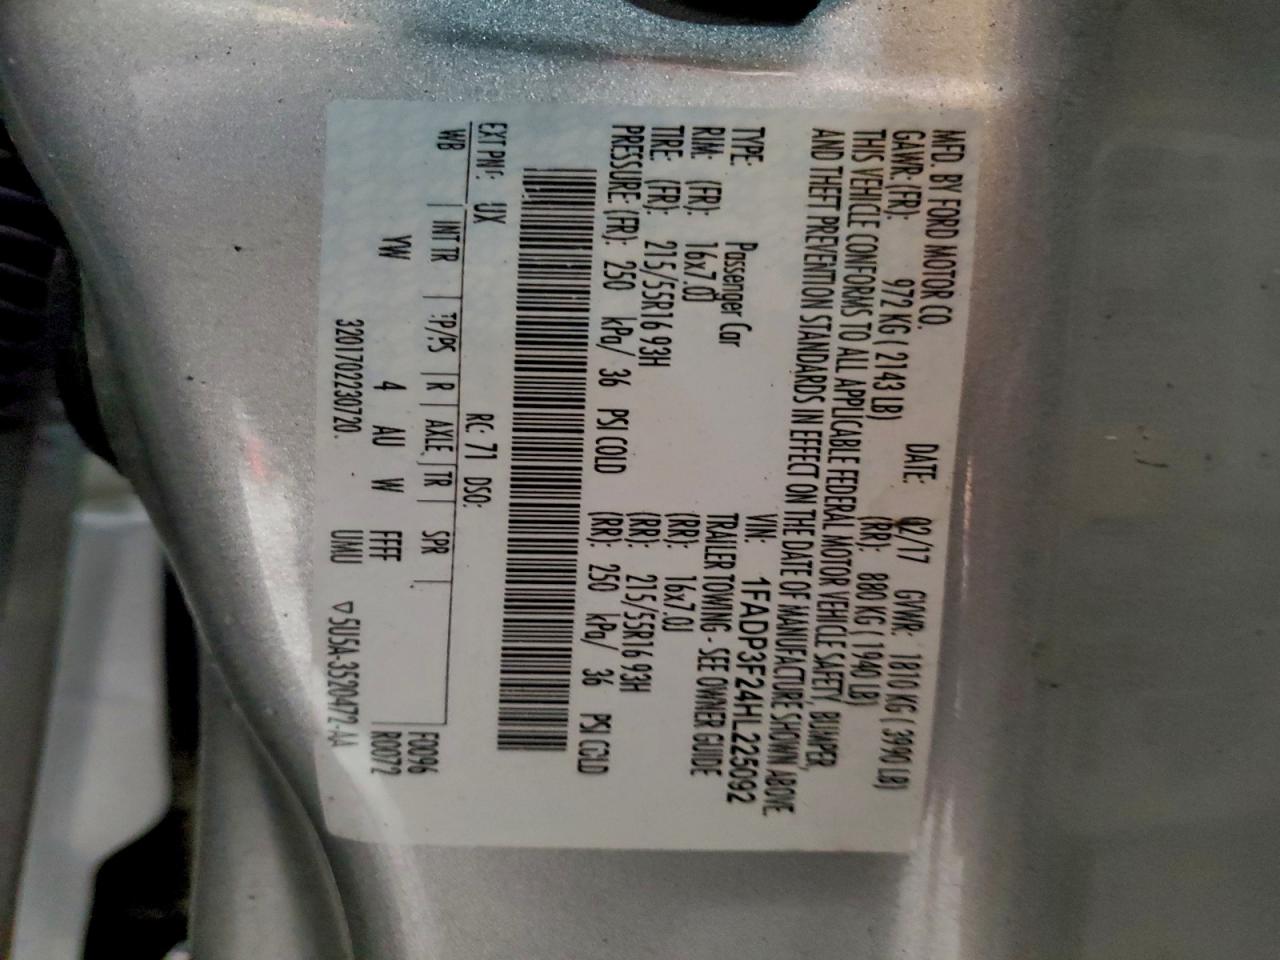 MFD. BY FORD MOTOR CO. DATE: 02/17 GWWR: 1810 KG ( 3990 LB)
GAWR: (FR): 972 KG ( 2143 LB) (RR): 880 KG ( 1940 LB)
THIS VEHICLE CONFORMS TO ALL APPLICABLE FEDERAL MOTOR VEHICLE SAFETY, BUMPER,
AND THEFT PREVENTION STANDARDS IN EFFECT ON THE DATE OF MANUFACTURE SHOWN ABOVE.
VIN: 1FADP3F24HL225092
TYPE: Passenger Car TRAILER TOWING - SEE OWNER GUIDE
RIM: (FR): 16x7.0J (RR): 16x7.0J
TIRE: (FR): 215/55R16 93H (RR): 215/55R16 93H
PRESSURE (FR): 250 kPa/ 36 PSI COLD (RR): 250 kPa/ 36 PSI COLD
EXT PNT: UX RC: 71 DSO:
WB INT TR TP/PS R AXLE TR SPR F0096
YW 4 AU W FFFF R0072
3201702230720. UMU ▽5U5A-3520472-AA